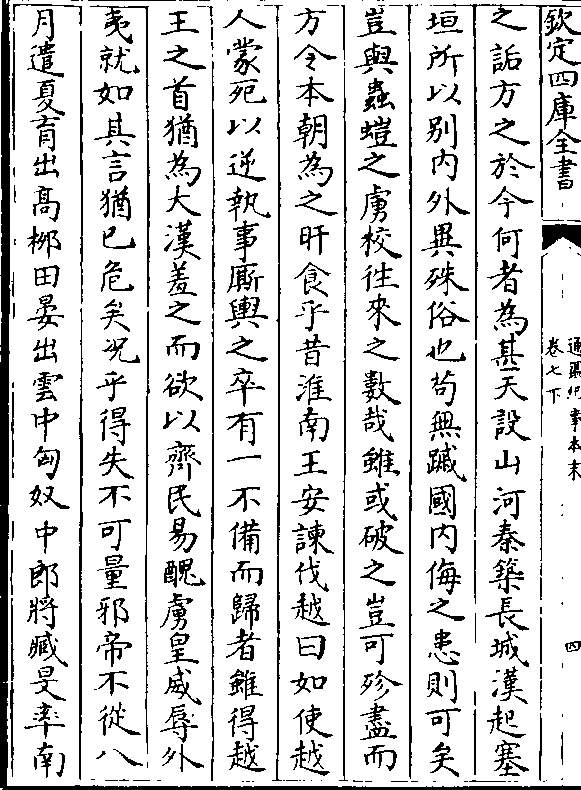 欽定四庫全書
通鑑紀事本末
卷七下
四
之詬方之於今何者為甚天設山河秦築長城漢起塞
垣所以別内外異殊俗也苟無䠞國内侮之患則可矣
豈與蟲螘之虜校徃來之數哉雖或破之豈可殄盡而
方令本朝為之旰食乎昔淮南王安諫伐越曰如使越
人蒙死以逆執事厮輿之卒有一不備而歸者雖得越
王之首猶為大漢羞之而欲以齊民易醜虜皇威辱外
夷就如其言猶已危矣况乎得失不可量邪帝不從八
月遣夏育出髙栁田晏出雲中匈奴中郎將臧旻率南